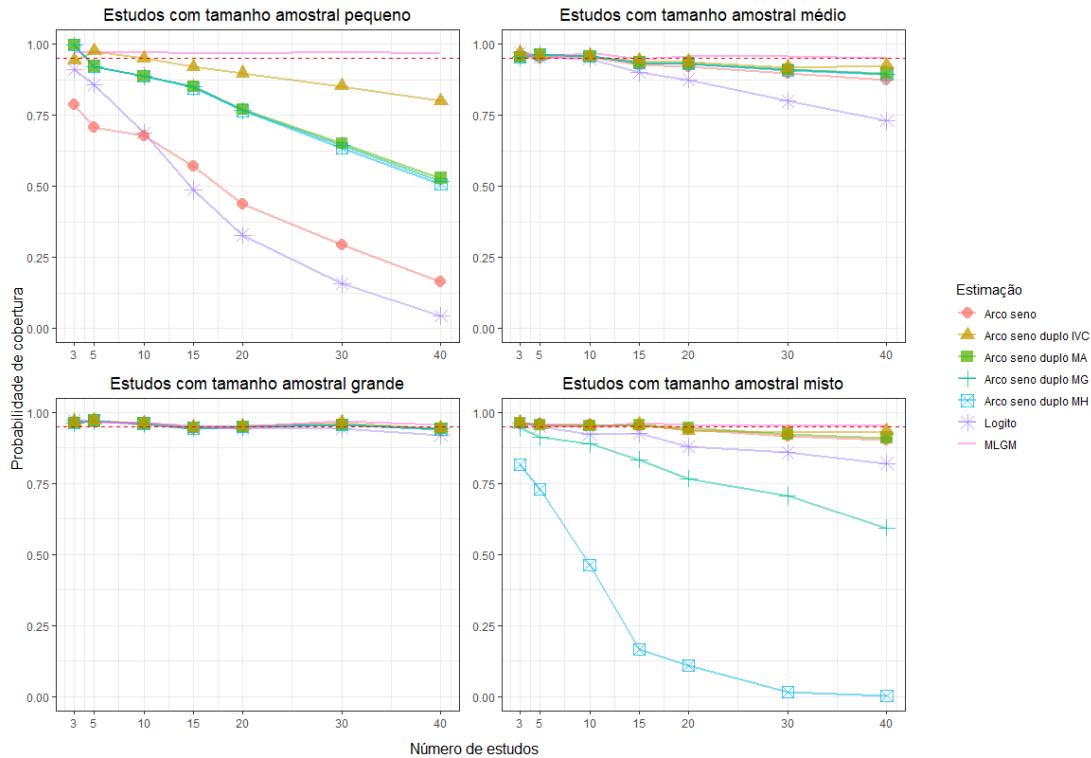 Estudos com tamanho amostral pequeno
Estudos com tamanho amostral médio
1.00
0.75
0.50
0.25
0.00
3 5 10 15 20 30 40
1.00
0.75
0.50
0.25
0.00
3 5 10 15 20 30 40
Estudos com tamanho amostral grande
Estudos com tamanho amostral misto
1.00
0.75
0.50
0.25
0.00
3 5 10 15 20 30 40
1.00
0.75
0.50
0.25
0.00
3 5 10 15 20 30 40
Probabilidade de cobertura
Número de estudos
Estimação
Arco seno
Arco seno duplo IVC
Arco seno duplo MA
Arco seno duplo MG
Arco seno duplo MH
Logito
MLGM